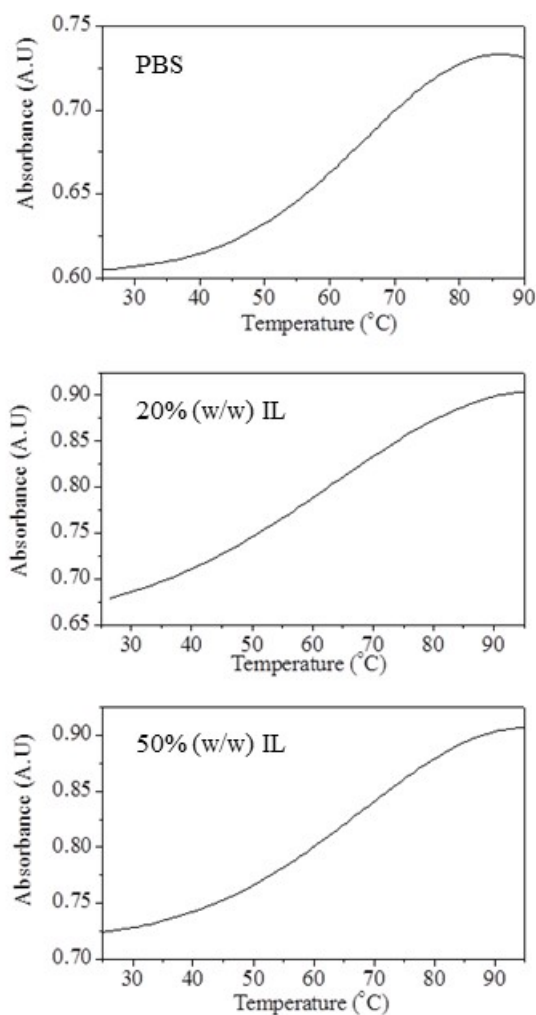 0.75
PBS
0.70
0.65
0.60
Absorbance (A.U)
30 40 50 60 70 80 90
Temperature (°C)
0.90
20% (w/w) IL
0.85
0.80
0.75
0.70
0.65
Absorbance (A.U)
30 40 50 60 70 80 90
Temperature (°C)
0.90
50% (w/w) IL
0.85
0.80
0.75
0.70
Absorbance (A.U)
30 40 50 60 70 80 90
Temperature (°C)